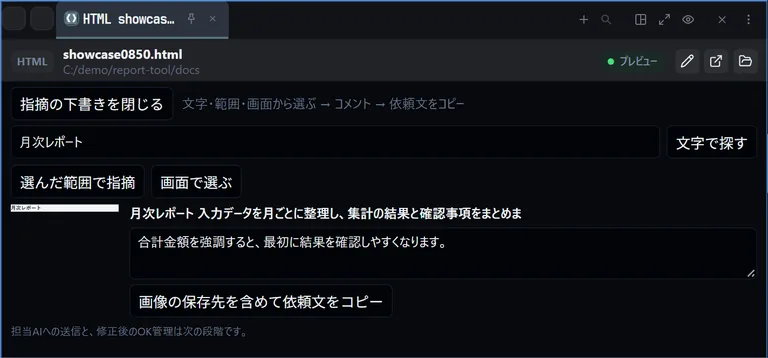 HTML showcase…
HTML
showcase0850.html
C:/demo/report-tool/docs
プレビュー
指摘の下書きを閉じる
文字・範囲・画面から選ぶ → コメント → 依頼文をコピー
月次レポート
文字で探す
選んだ範囲で指摘
画面で選ぶ
月次レポート
月次レポート 入力データを月ごとに整理し、集計の結果と確認事項をまとめま
合計金額を強調すると、最初に結果を確認しやすくなります。
画像の保存先を含めて依頼文をコピー
担当AIへの送信と、修正後のOK管理は次の段階です。